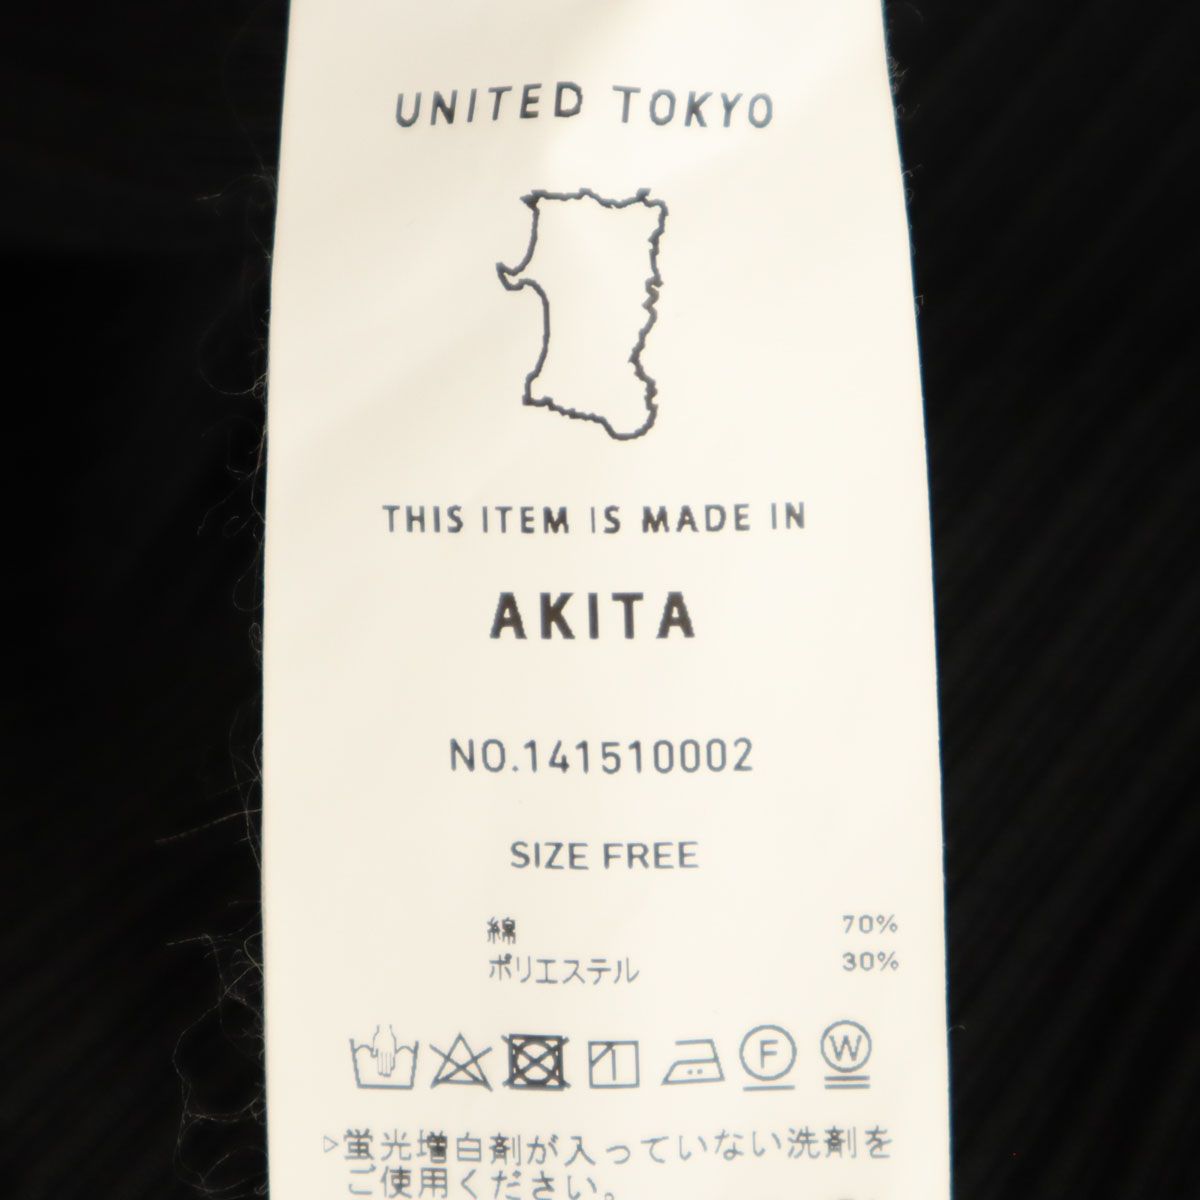 UNITED TOKYO
THIS ITEM IS MADE IN
AKITA
NO.141510002
SIZE FREE
綿 70%
ポリエステル 30%
F W
▷蛍光増白剤が入っていない洗剤を
ご使用ください。